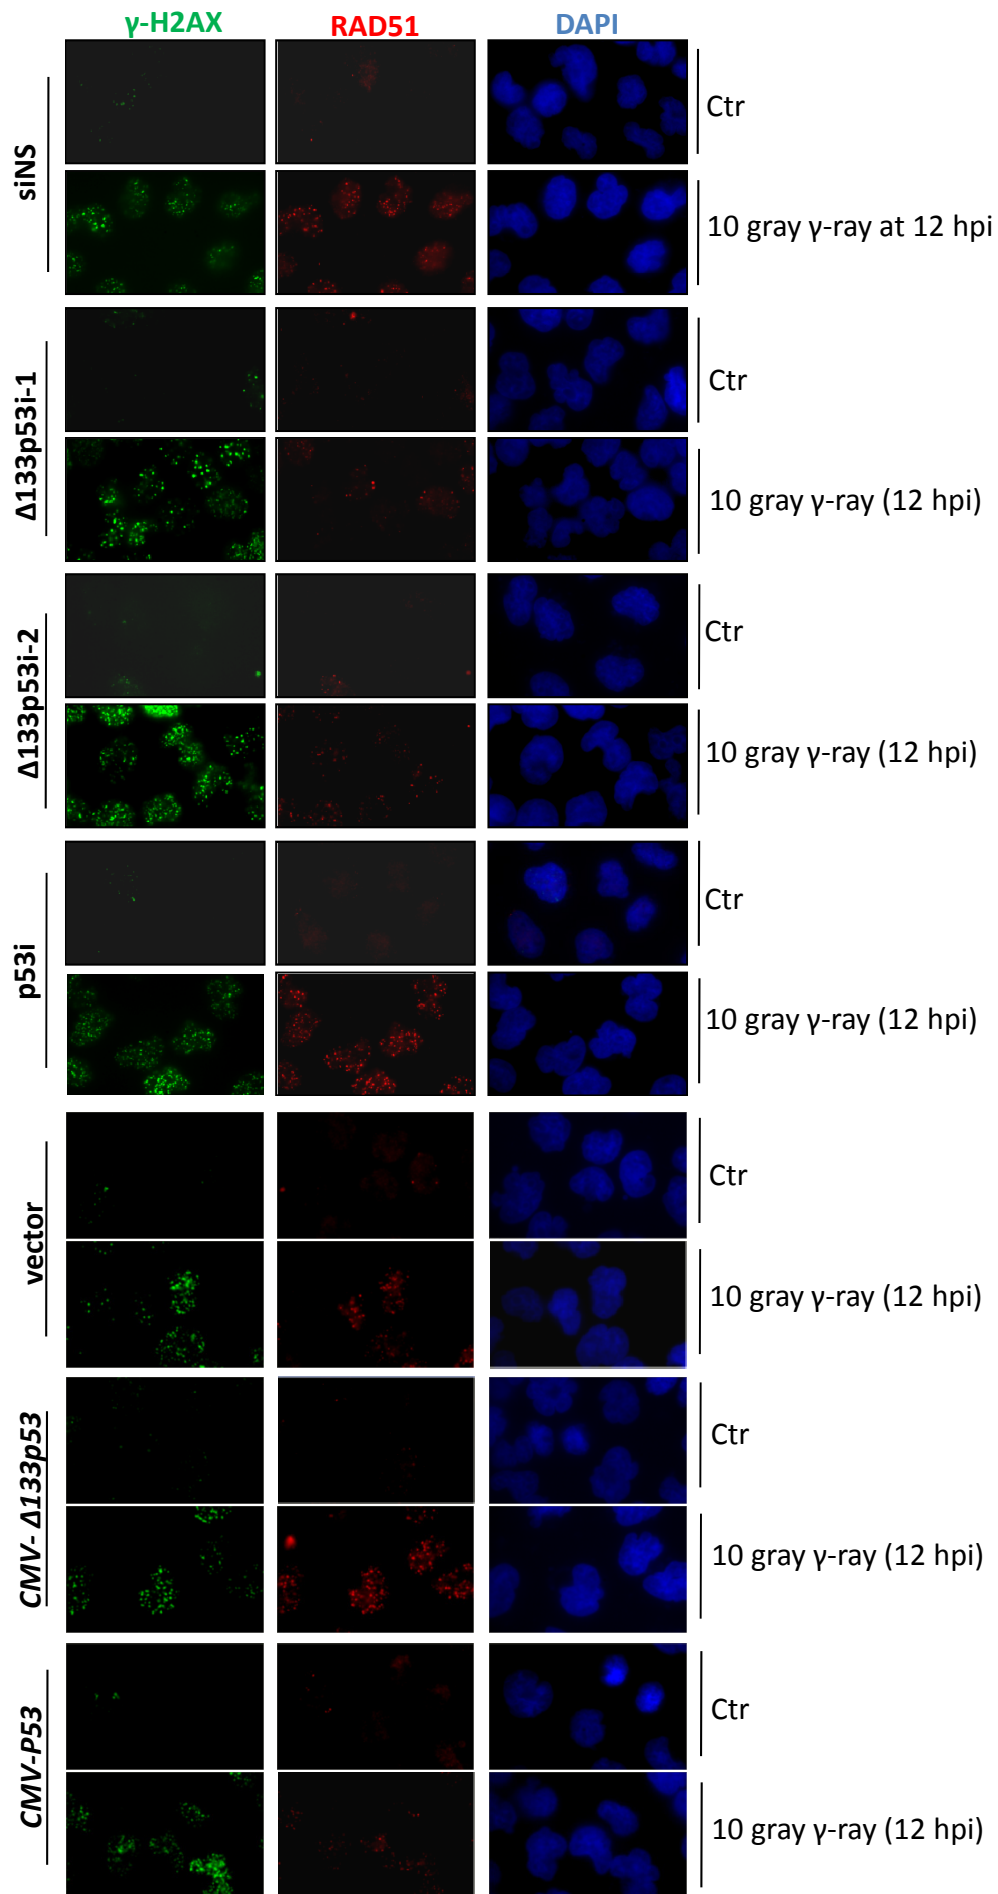 γ-H2AX RAD51 DAPI
siNS
Ctr
10 gray γ-ray at 12 hpi
Δ133p53i-1
Ctr
10 gray γ-ray (12 hpi)
Δ133p53i-2
Ctr
10 gray γ-ray (12 hpi)
p53i
Ctr
10 gray γ-ray (12 hpi)
vector
Ctr
10 gray γ-ray (12 hpi)
CMV- Δ133p53
Ctr
10 gray γ-ray (12 hpi)
CMV-P53
Ctr
10 gray γ-ray (12 hpi)